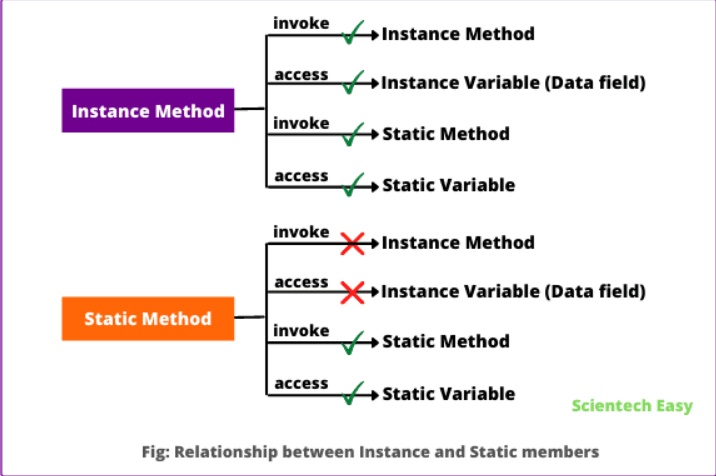 invoke
Instance Method
access
Instance Variable (Data field)
Instance Method
invoke
Static Method
access
Static Variable
invoke
Instance Method
access
Instance Variable (Data field)
Static Method
invoke
Static Method
access
Static Variable
Scientech Easy
Fig: Relationship between Instance and Static members